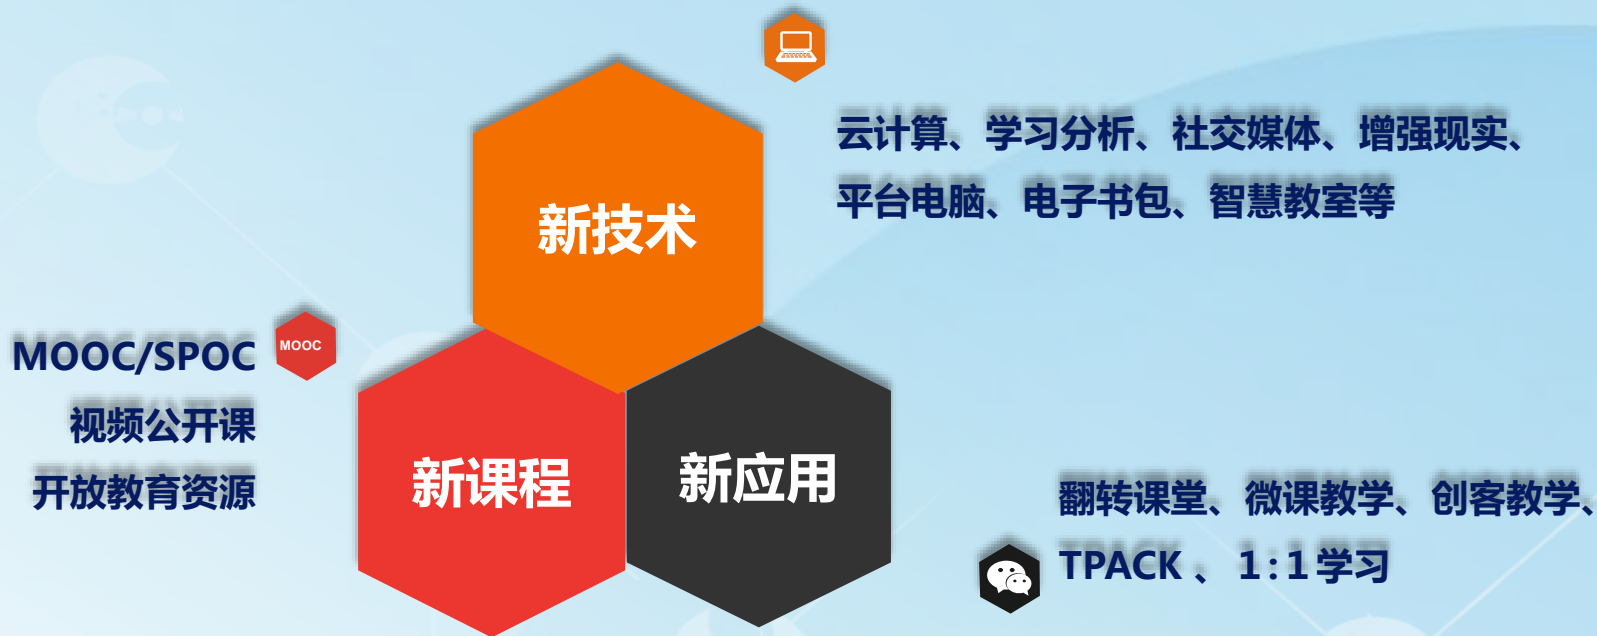 云计算、学习分析、社交媒体、增强现实、
平台电脑、电子书包、智慧教室等
新技术
MOOC/SPOC
MOOC
视频公开课
开放教育资源
新课程
新应用
翻转课堂、微课教学、创客教学、
TPACK 、 1:1学习